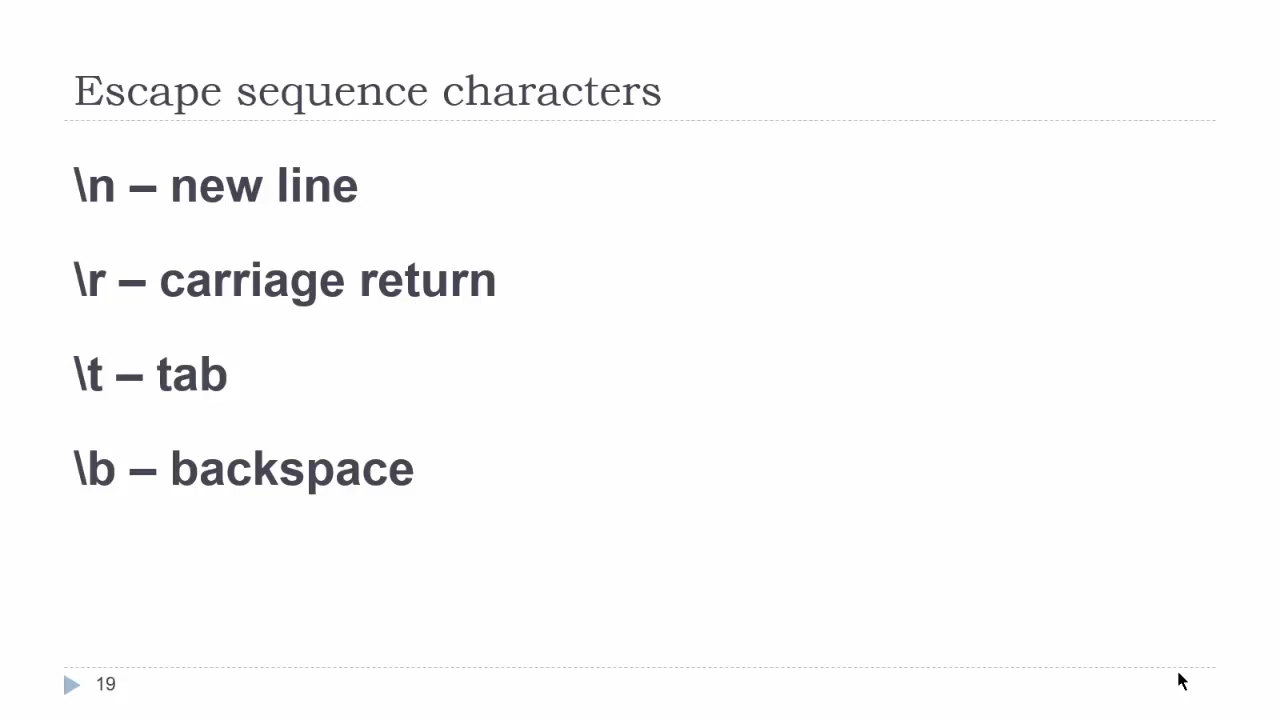 Escape sequence characters
\n – new line
\r – carriage return
\t – tab
\b – backspace
19